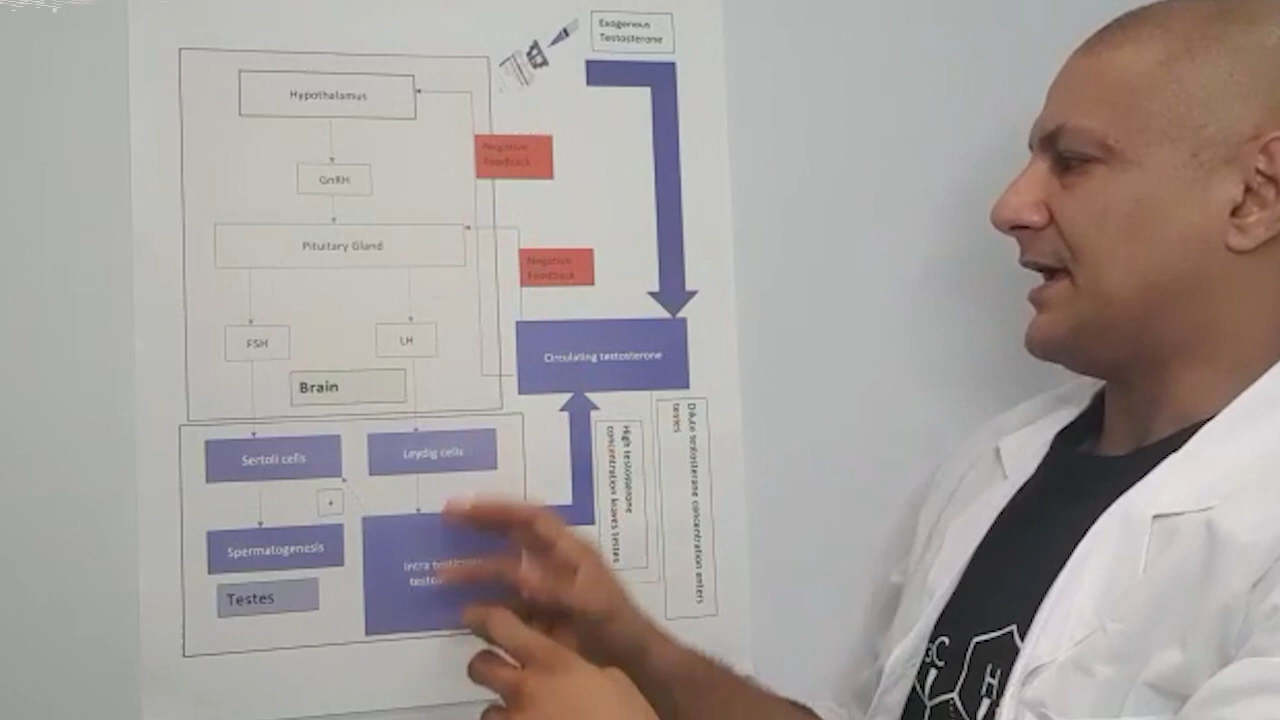 Exogenous
Testosterone
Hypothalamus
Negative
Feedback
GnRH
Pituitary Gland
Negative
Feedback
FSH
LH
Circulating testosterone
Brain
Sertoli cells
Leydig cells
High testosterone
concentration leaves testes
Dilute testosterone concentration enters
testes
+
Spermatogenesis
Intra
Testes
H